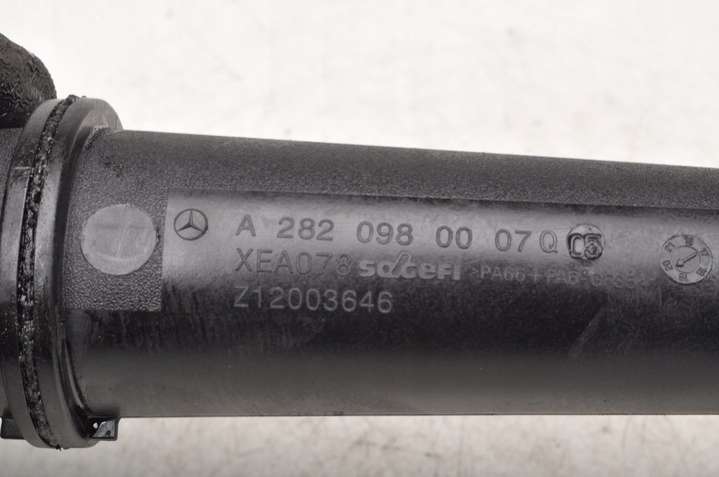 A 282 098 00 07 Q
XEA078 sogefi >PA66+PA6
Z12003646